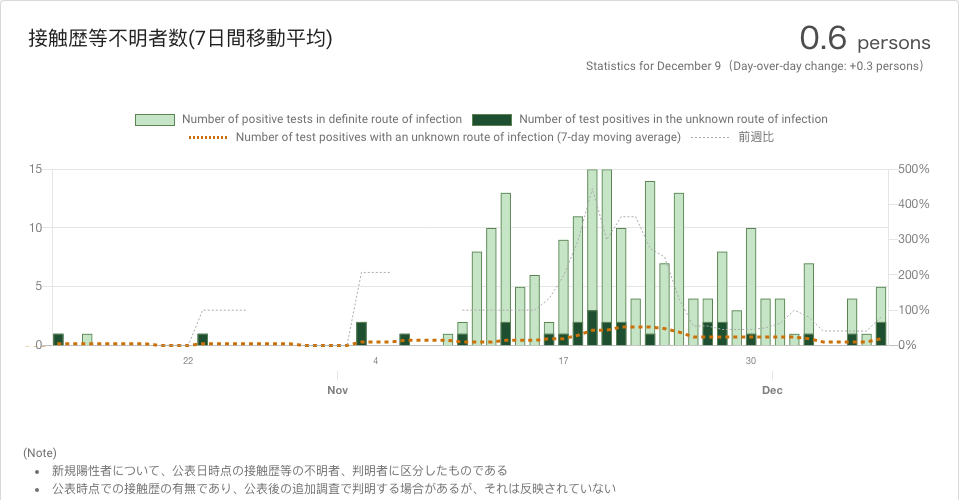 接触歴等不明者数(7日間移動平均)
0.6 persons
Statistics for December 9（Day-over-day change: +0.3 persons）
Number of positive tests in definite route of infection
Number of test positives in the unknown route of infection
Number of test positives with an unknown route of infection (7-day moving average)
前週比
15
500%
400%
10
300%
200%
5
100%
0
0%
22
4
17
30
Nov
Dec
(Note)
• 新規陽性者について、公表日時点の接触歴等の不明者、判明者に区分したものである
• 公表時点での接触歴の有無であり、公表後の追加調査で判明する場合があるが、それは反映されていない